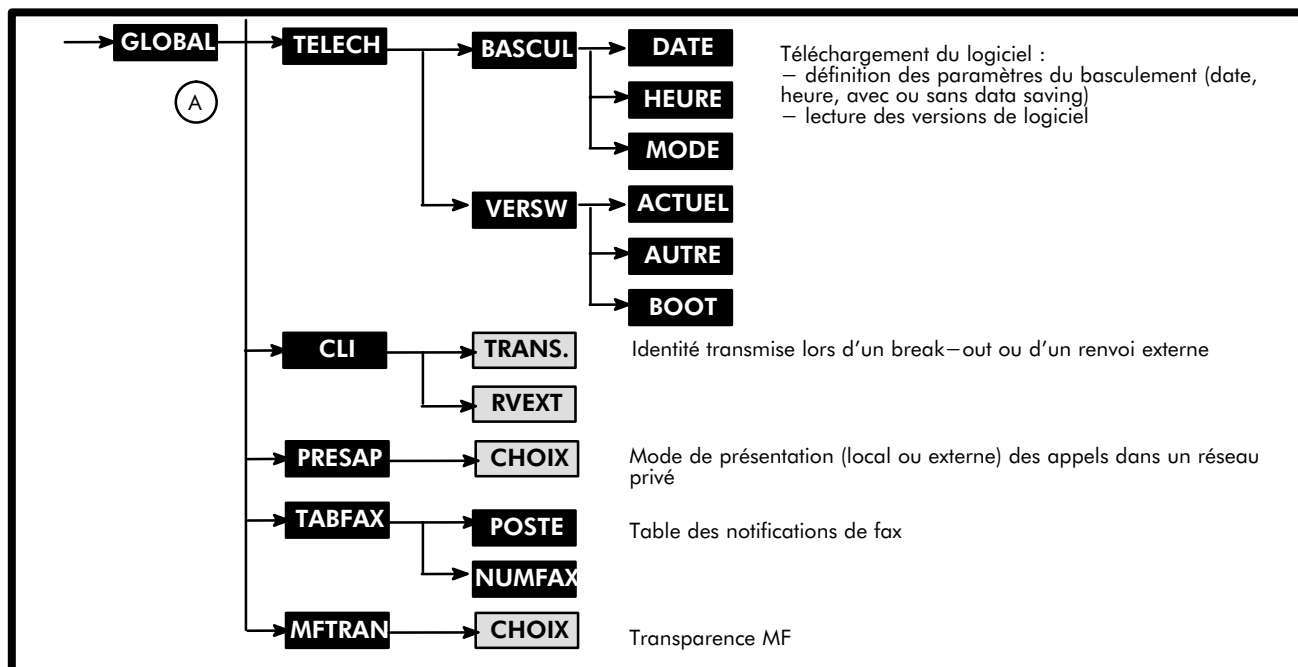 GLOBAL
TELECH
BASCUL
DATE
Téléchargement du logiciel :
− définition des paramètres du basculement (date,
heure, avec ou sans data saving)
− lecture des versions de logiciel
A
HEURE
MODE
VERSW
ACTUEL
AUTRE
BOOT
CLI
TRANS.
Identité transmise lors d’un break−out ou d’un renvoi externe
RVEXT
PRESAP
CHOIX
Mode de présentation (local ou externe) des appels dans un réseau
privé
TABFAX
POSTE
Table des notifications de fax
NUMFAX
MFTRAN
CHOIX
Transparence MF